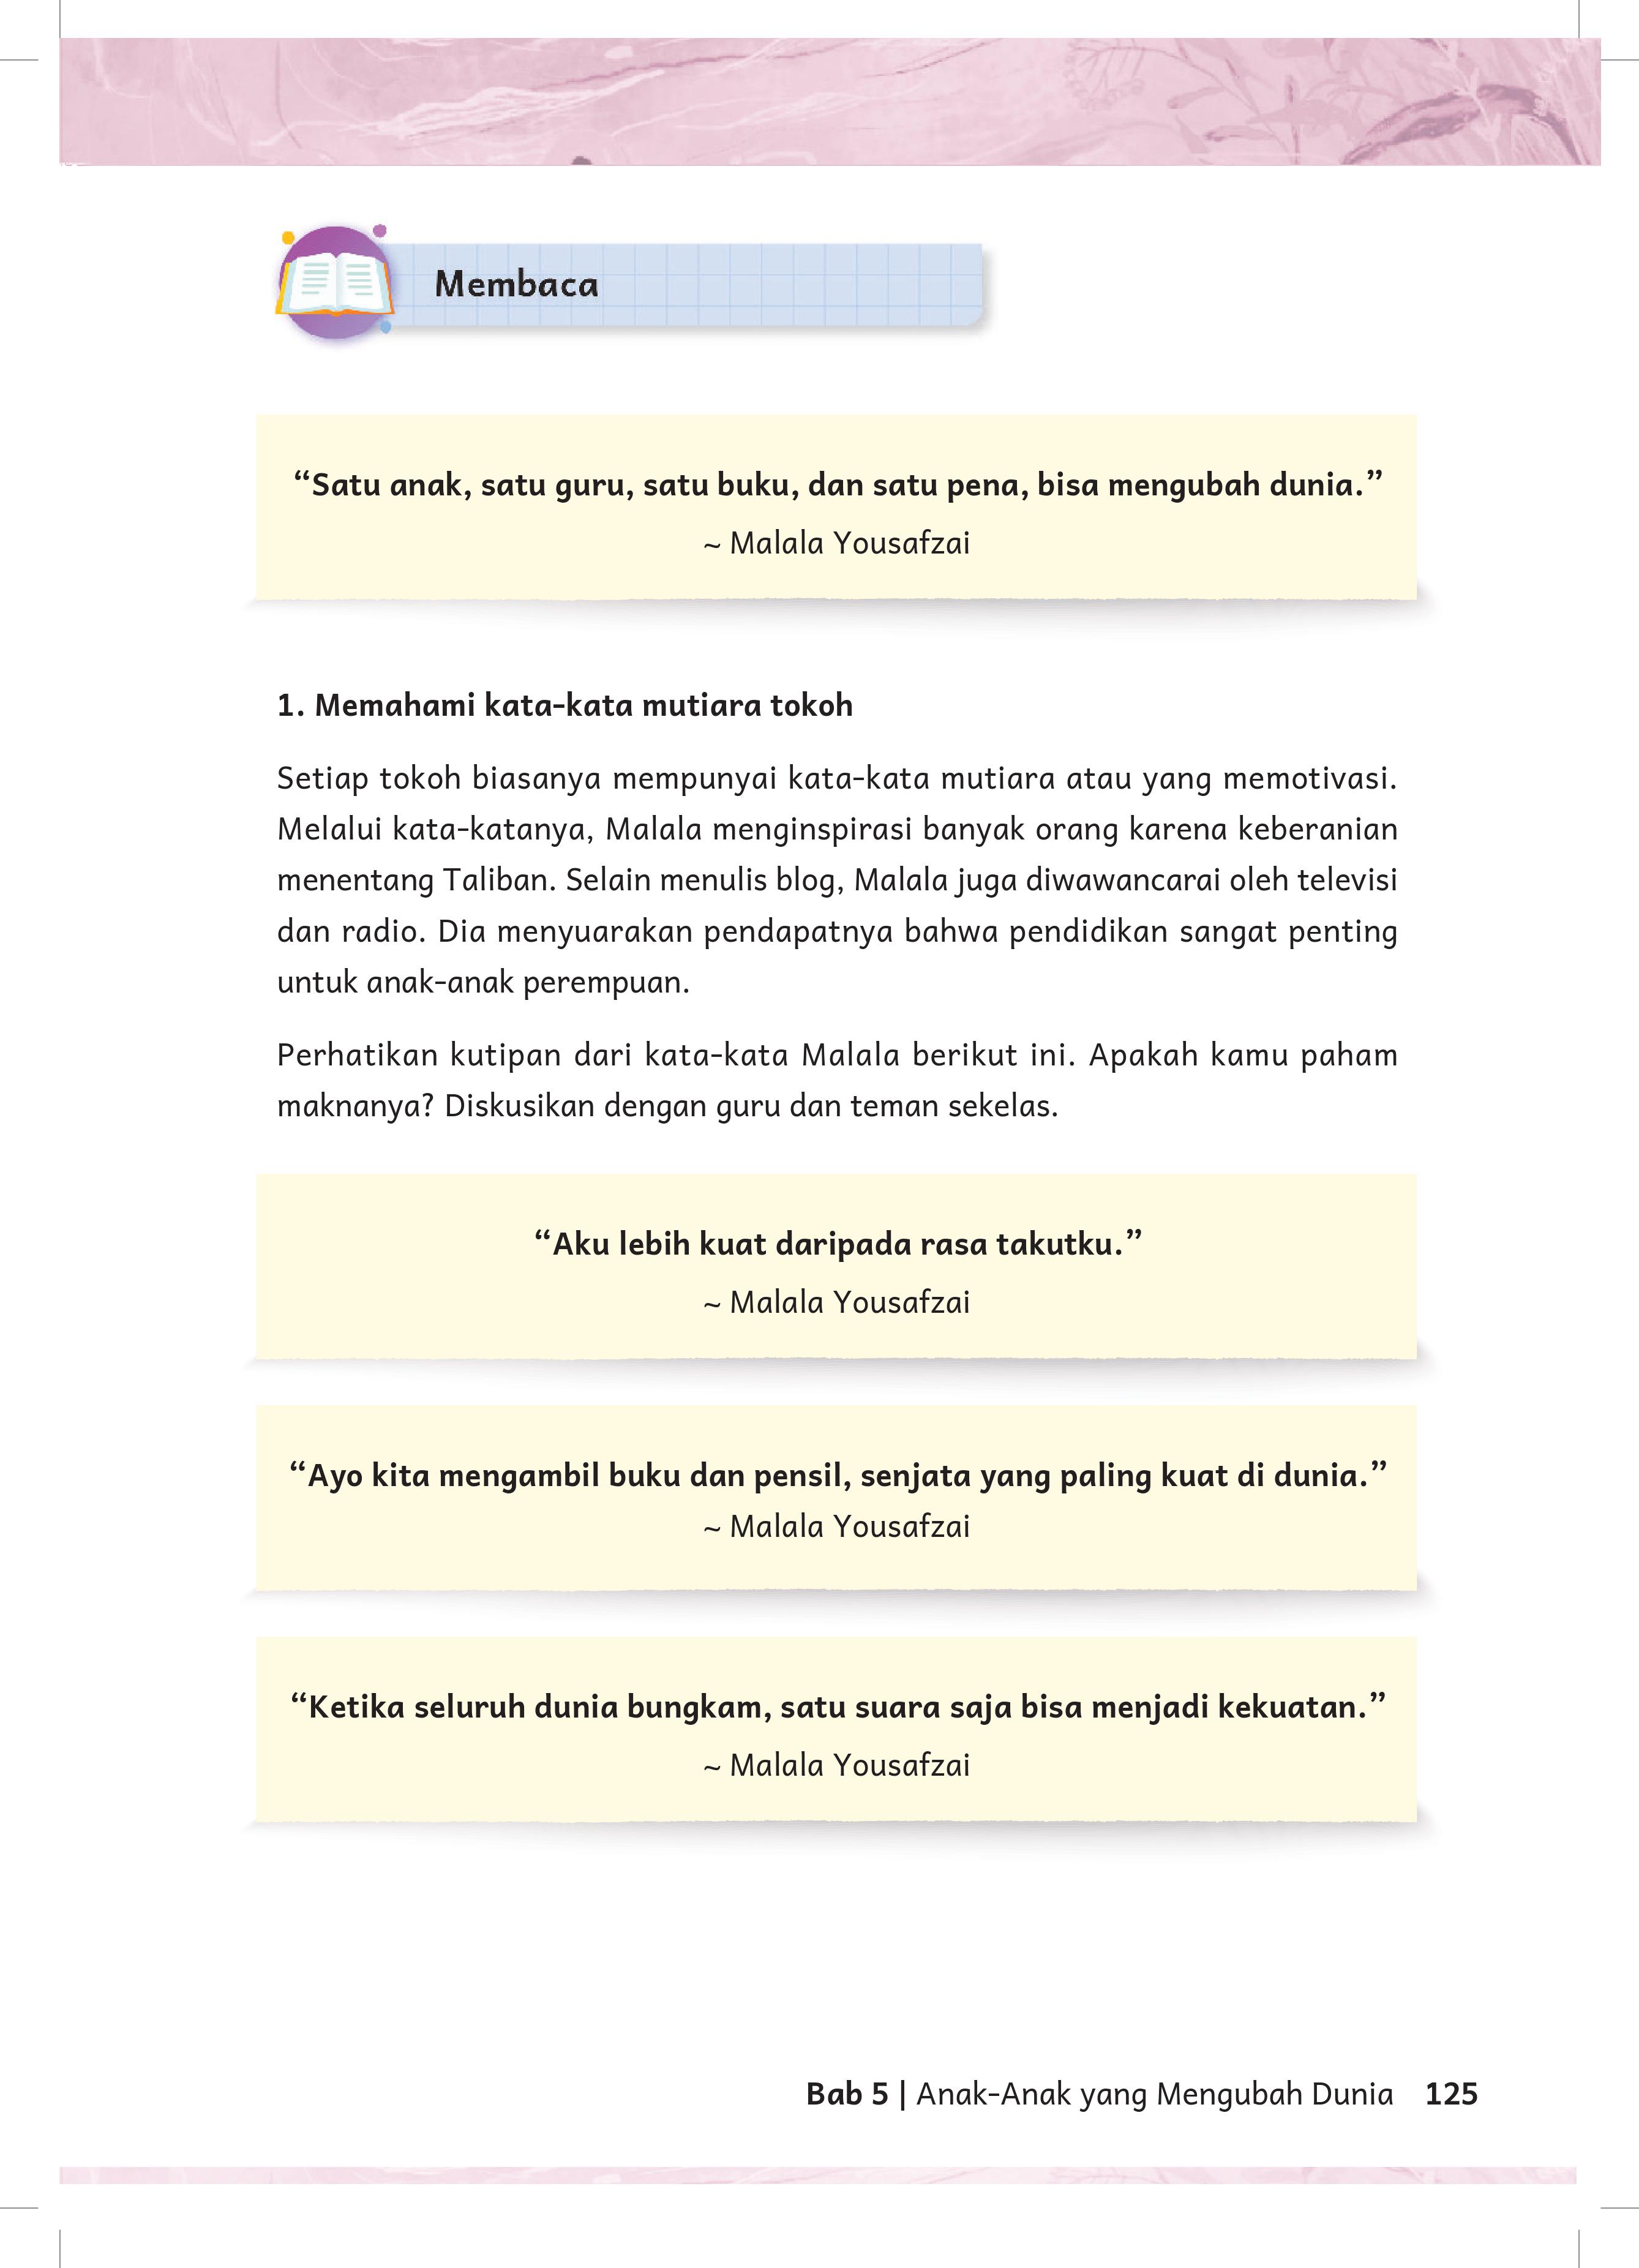 Membaca
“Satu anak, satu guru, satu buku, dan satu pena, bisa mengubah dunia.”
~ Malala Yousafzai
1. Memahami kata-kata mutiara tokoh
Setiap tokoh biasanya mempunyai kata-kata mutiara atau yang memotivasi.
Melalui kata-katanya, Malala menginspirasi banyak orang karena keberanian
menentang Taliban. Selain menulis blog, Malala juga diwawancarai oleh televisi
dan radio. Dia menyuarakan pendapatnya bahwa pendidikan sangat penting
untuk anak-anak perempuan.
Perhatikan kutipan dari kata-kata Malala berikut ini. Apakah kamu paham
maknanya? Diskusikan dengan guru dan teman sekelas.
“Aku lebih kuat daripada rasa takutku.”
~ Malala Yousafzai
“Ayo kita mengambil buku dan pensil, senjata yang paling kuat di dunia.”
~ Malala Yousafzai
“Ketika seluruh dunia bungkam, satu suara saja bisa menjadi kekuatan.”
~ Malala Yousafzai
Bab 5 | Anak-Anak yang Mengubah Dunia 125